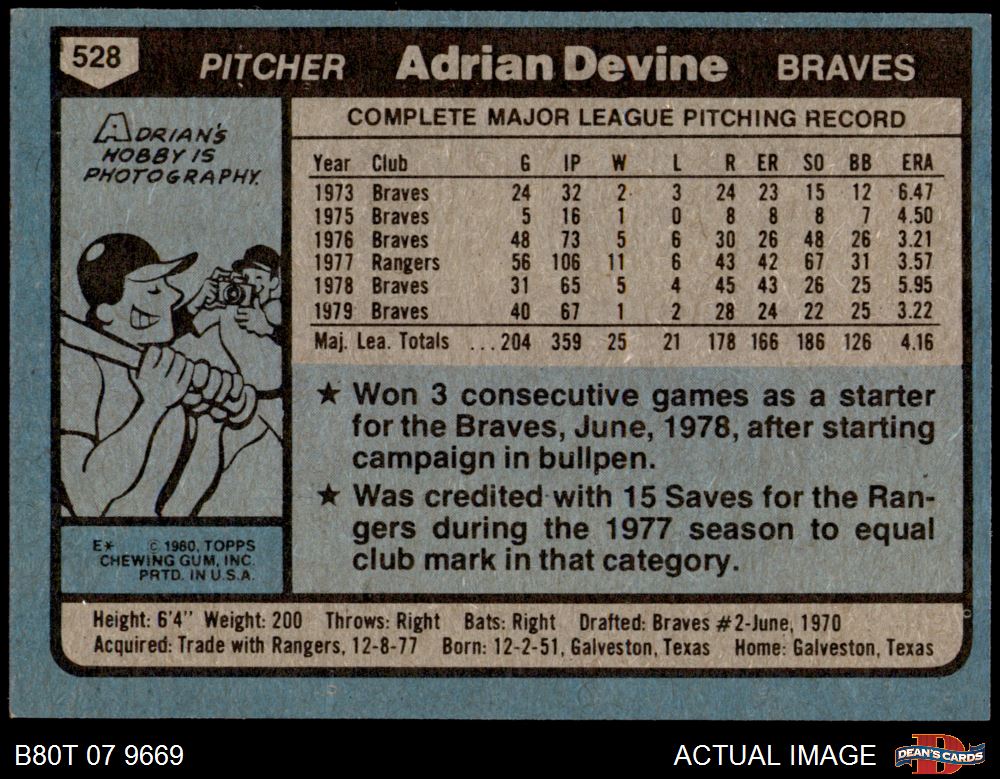 528 PITCHER Adrian Devine BRAVES
ADRIAN'S
HOBBY IS
PHOTOGRAPHY.
COMPLETE MAJOR LEAGUE PITCHING RECORD
Year Club G IP W L R ER SO BB ERA
1973 Braves 24 32 2 3 24 23 15 12 6.47
1975 Braves 5 16 1 0 8 8 8 7 4.50
1976 Braves 48 73 5 6 30 26 48 26 3.21
1977 Rangers 56 106 11 6 43 42 67 31 3.57
1978 Braves 31 65 5 4 45 43 26 25 5.95
1979 Braves 40 67 1 2 28 24 22 25 3.22
Maj. Lea. Totals ...204 359 25 21 178 166 186 126 4.16
★ Won 3 consecutive games as a starter
for the Braves, June, 1978, after starting
campaign in bullpen.
★ Was credited with 15 Saves for the Ran-
gers during the 1977 season to equal
club mark in that category.
E* © 1980, TOPPS
CHEWING GUM, INC.
PRTD. IN U.S.A.
Height: 6'4" Weight: 200 Throws: Right Bats: Right Drafted: Braves #2-June, 1970
Acquired: Trade with Rangers, 12-8-77 Born: 12-2-51, Galveston, Texas Home: Galveston, Texas
B80T 07 9669 ACTUAL IMAGE D DEAN'S CARDS